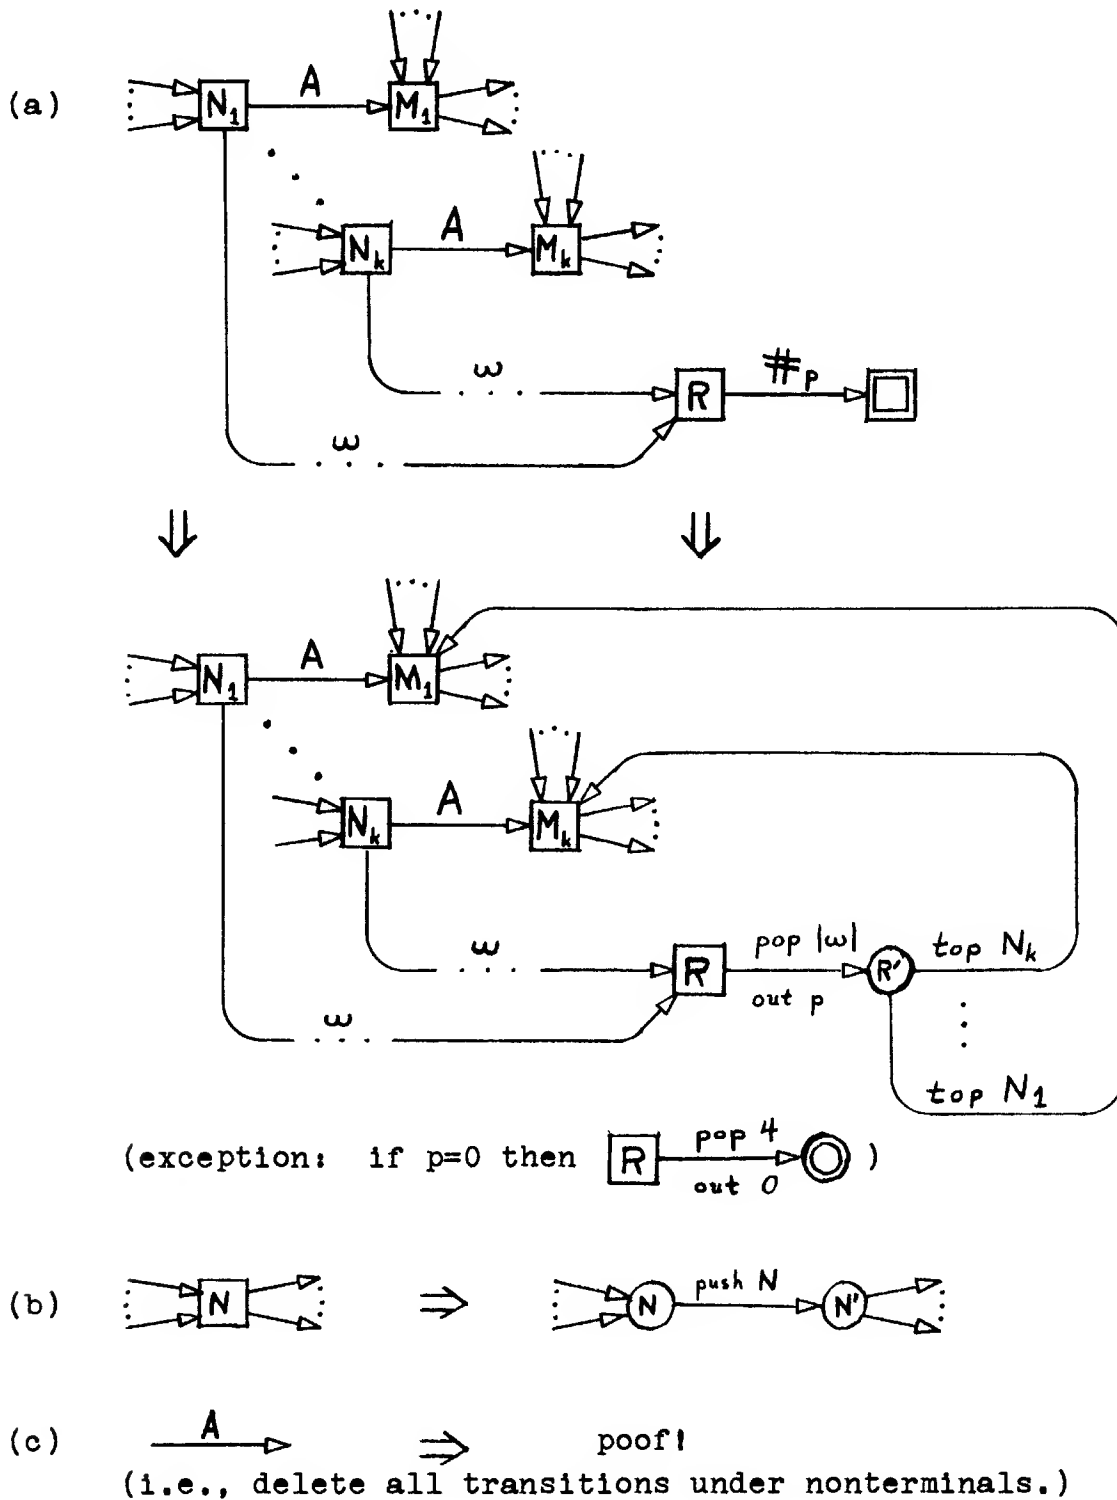 (a)
A
N1 M1
A
Nk Mk
ω
#p
R
ω
⇓ ⇓
A
N1 M1
A
Nk Mk
pop |ω|
top Nk
ω
R
R'
out p
ω
top N1
(exception: if p=0 then R pop 4 out 0 )
(b) N ⇒ N push N N'
(c) A ⇒ poof!
(i.e., delete all transitions under nonterminals.)